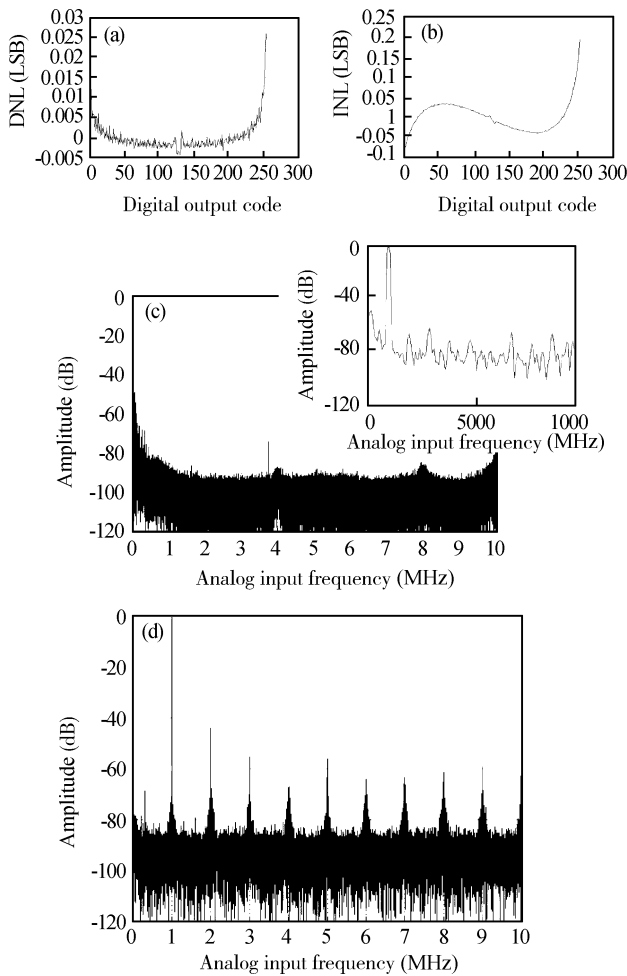 (a)
DNL (LSB)
0.03
0.025
0.02
0.015
0.01
0.005
0
-0.005
0 50 100 150 200 250 300
Digital output code
(b)
INL (LSB)
0.25
0.2
0.15
0.1
0.05
1
-0.05
-0.1
0 50 100 150 200 250 300
Digital output code
(c)
Amplitude (dB)
0
-20
-40
-60
-80
-100
-120
0 1 2 3 4 5 6 7 8 9 10
Analog input frequency (MHz)
Amplitude (dB)
0
-40
-80
-120
0 5000 1000
Analog input frequency (MHz)
(d)
Amplitude (dB)
0
-20
-40
-60
-80
-100
-120
0 1 2 3 4 5 6 7 8 9 10
Analog input frequency (MHz)